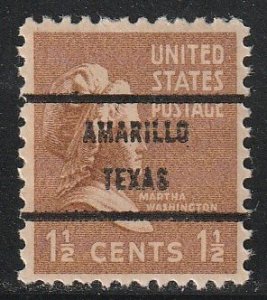 UNITED
STATES
POSTAGE
AMARILLO
TEXAS
MARTHA
WASHINGTON
1½ CENTS 1½